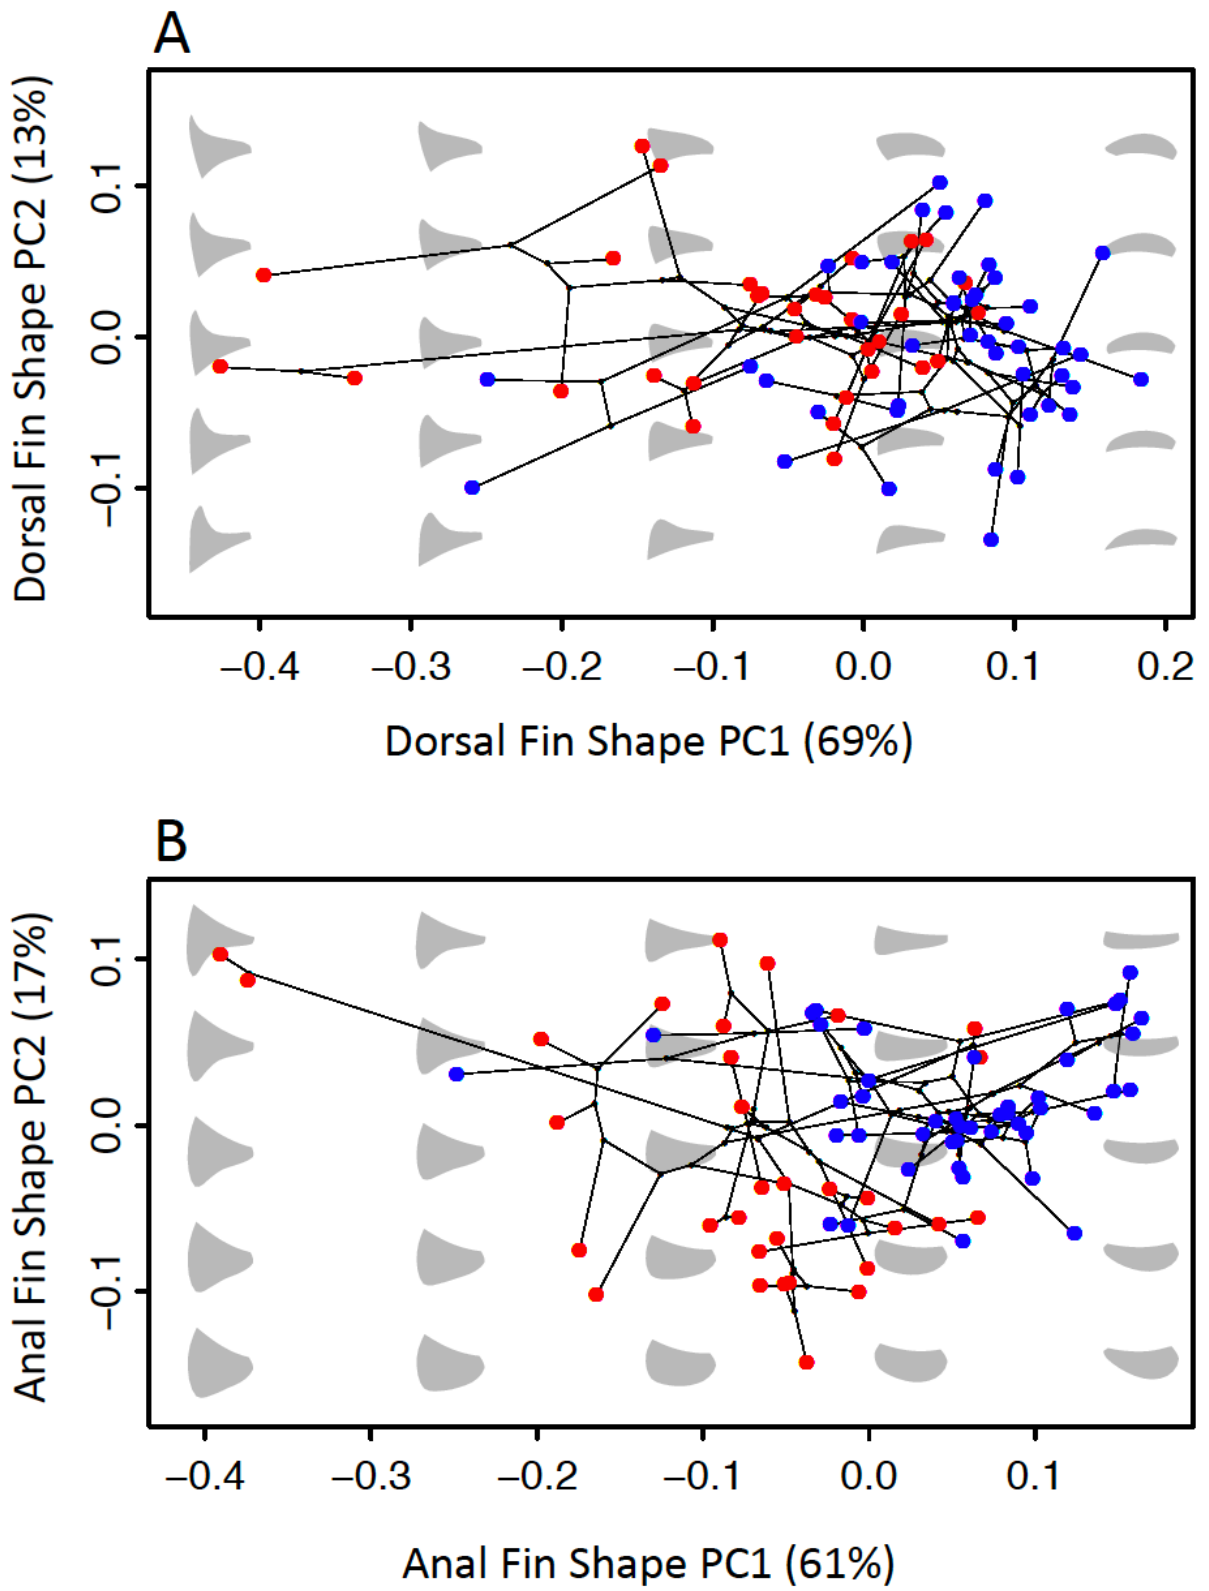 A
Dorsal Fin Shape PC2 (13%)
0.1
0.0
−0.1
−0.4 −0.3 −0.2 −0.1 0.0 0.1 0.2
Dorsal Fin Shape PC1 (69%)
B
Anal Fin Shape PC2 (17%)
0.1
0.0
−0.1
−0.4 −0.3 −0.2 −0.1 0.0 0.1
Anal Fin Shape PC1 (61%)